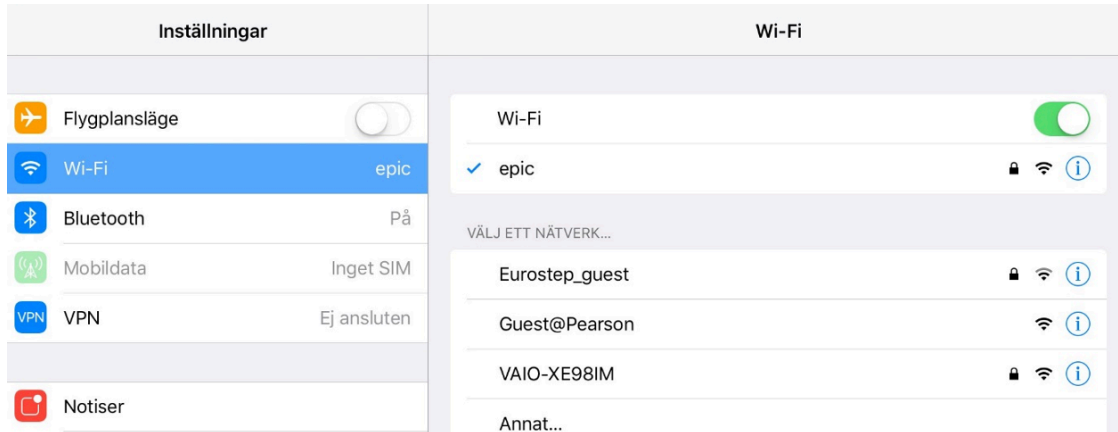 Inställningar
Flygplansläge
Wi-Fi epic
Bluetooth På
Mobildata Inget SIM
VPN VPN Ej ansluten
Notiser
Wi-Fi
Wi-Fi
epic
VÄLJ ETT NÄTVERK...
Eurostep_guest
Guest@Pearson
VAIO-XE98IM
Annat...